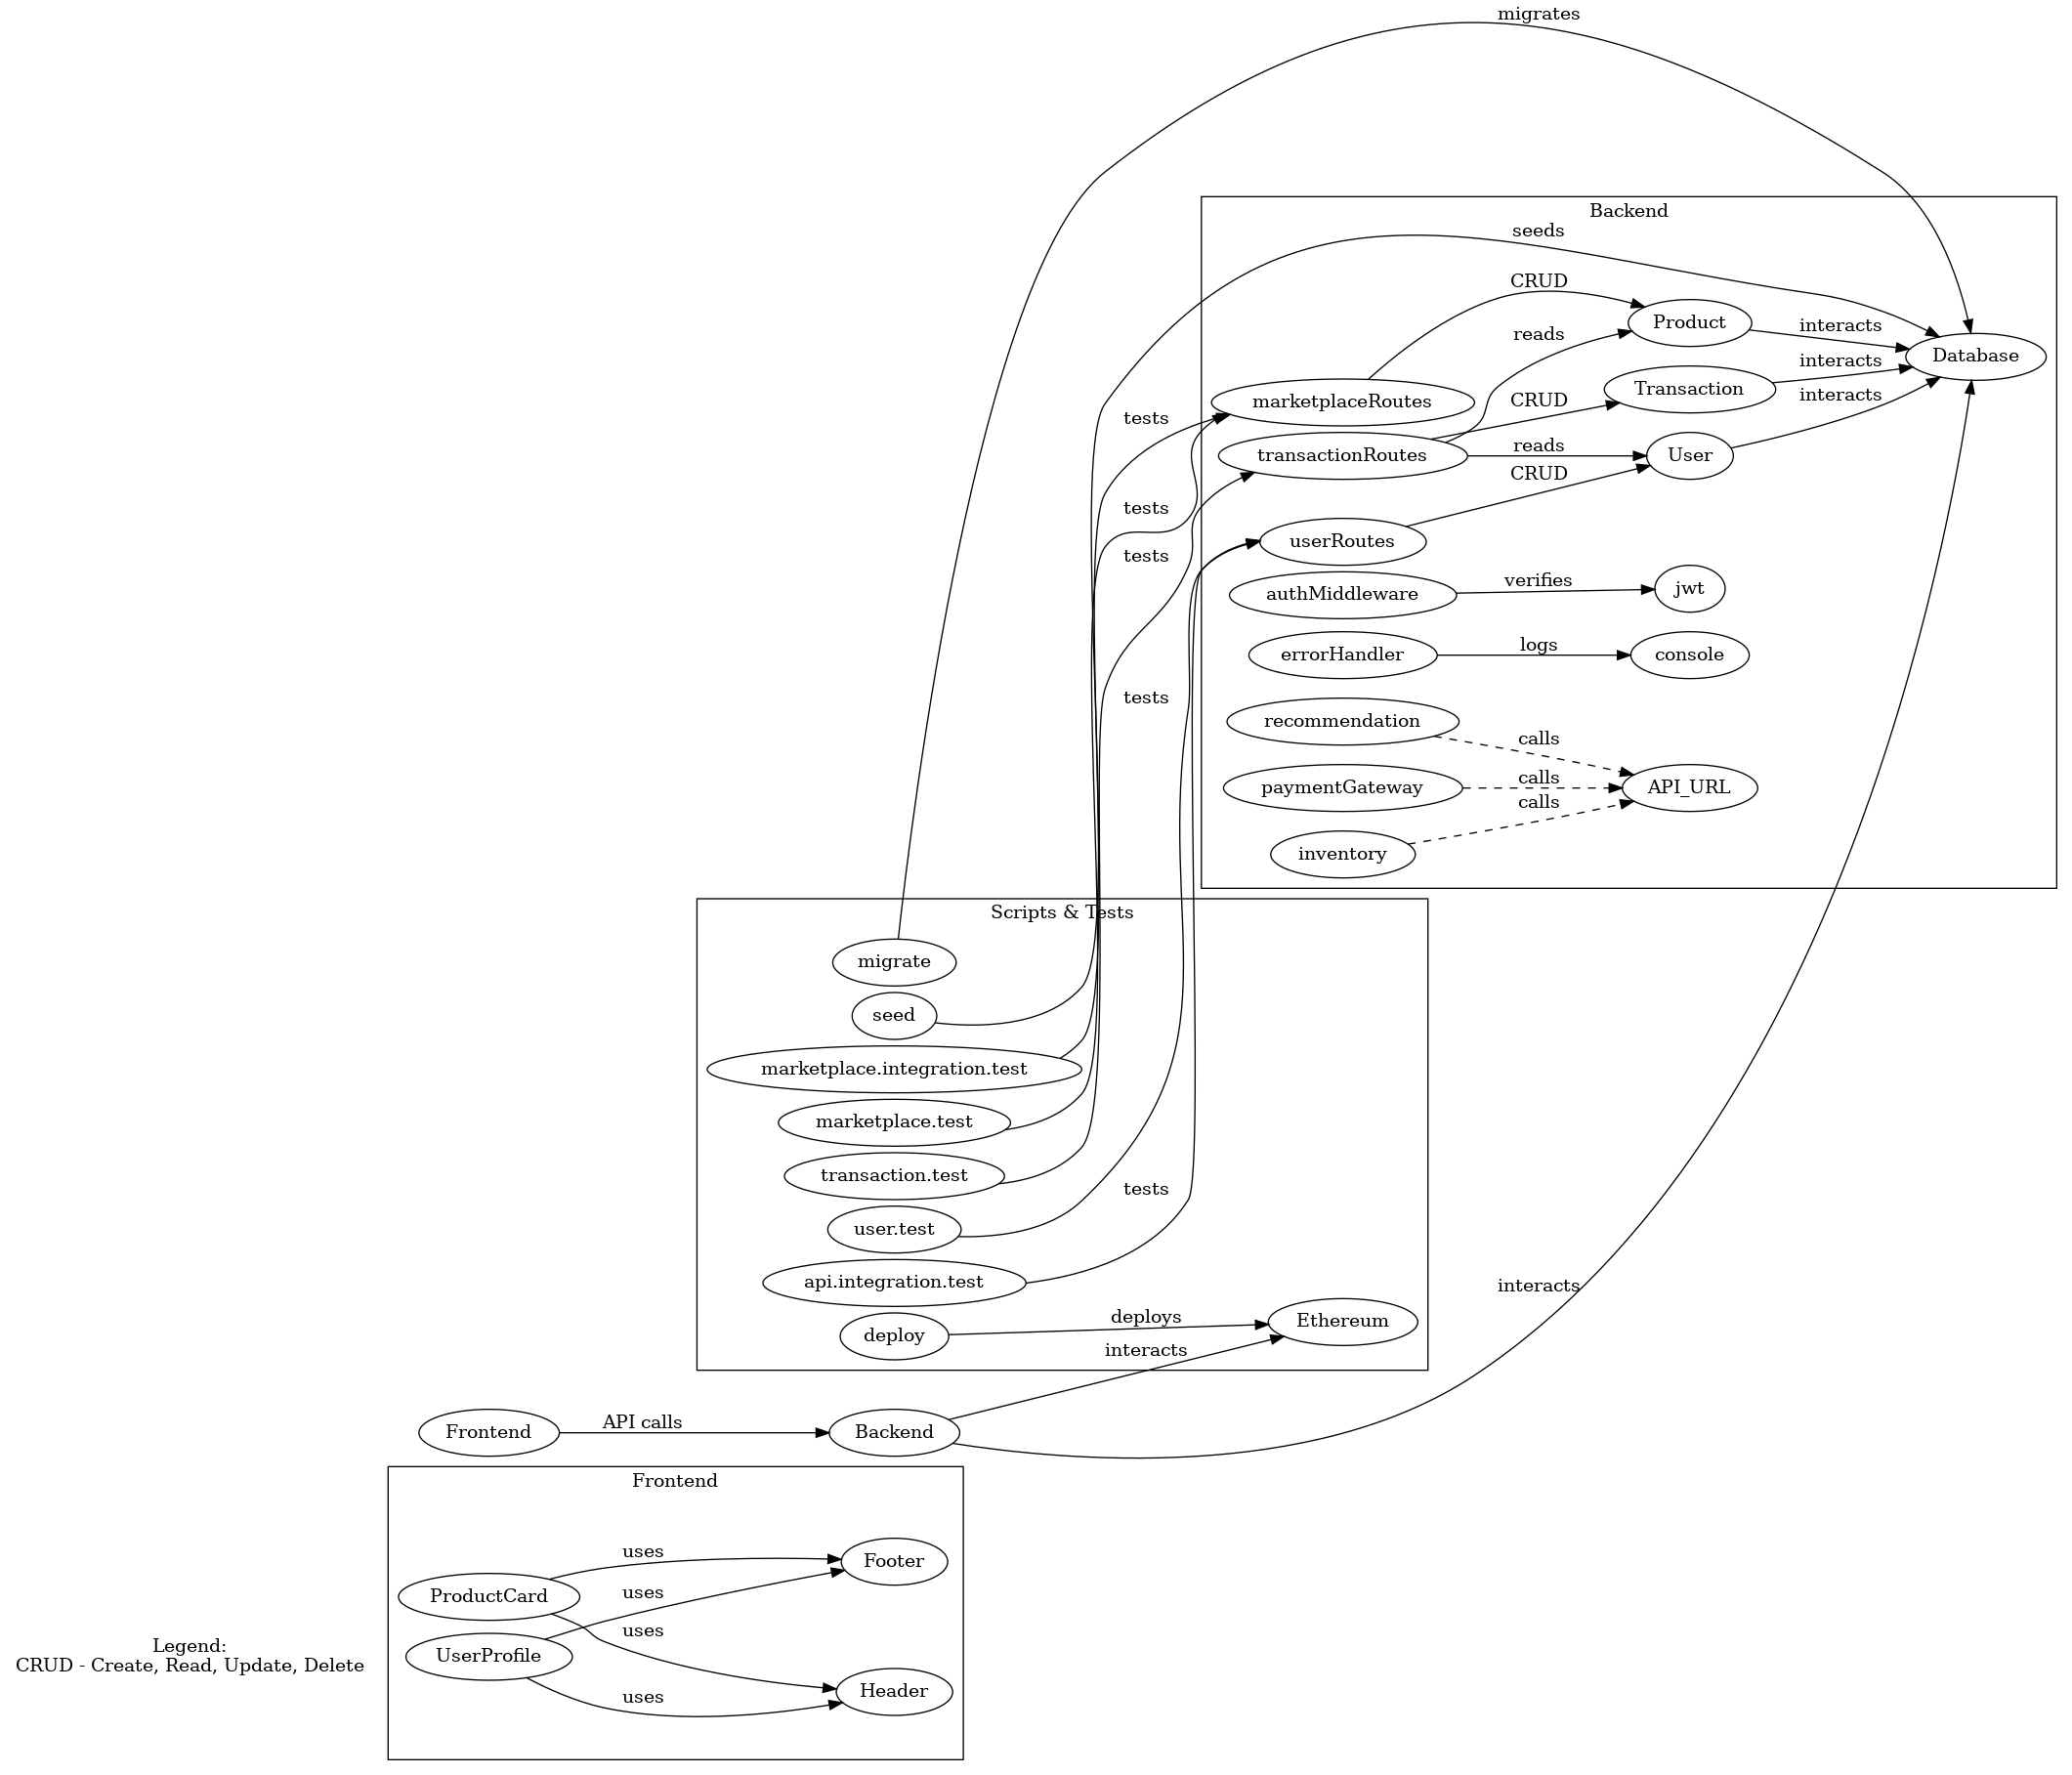 migrates
Backend
seeds
CRUD
Product
reads
interacts
Database
interacts
Transaction
interacts
marketplaceRoutes
CRUD
tests
transactionRoutes
reads
User
CRUD
tests
userRoutes
tests
authMiddleware
verifies
jwt
errorHandler
logs
console
tests
recommendation
calls
paymentGateway
calls
API_URL
calls
inventory
Scripts & Tests
migrate
seed
marketplace.integration.test
marketplace.test
transaction.test
tests
user.test
api.integration.test
interacts
deploy
deploys
Ethereum
interacts
Frontend
API calls
Backend
Frontend
uses
Footer
ProductCard
uses
uses
UserProfile
uses
Header
Legend:
CRUD - Create, Read, Update, Delete